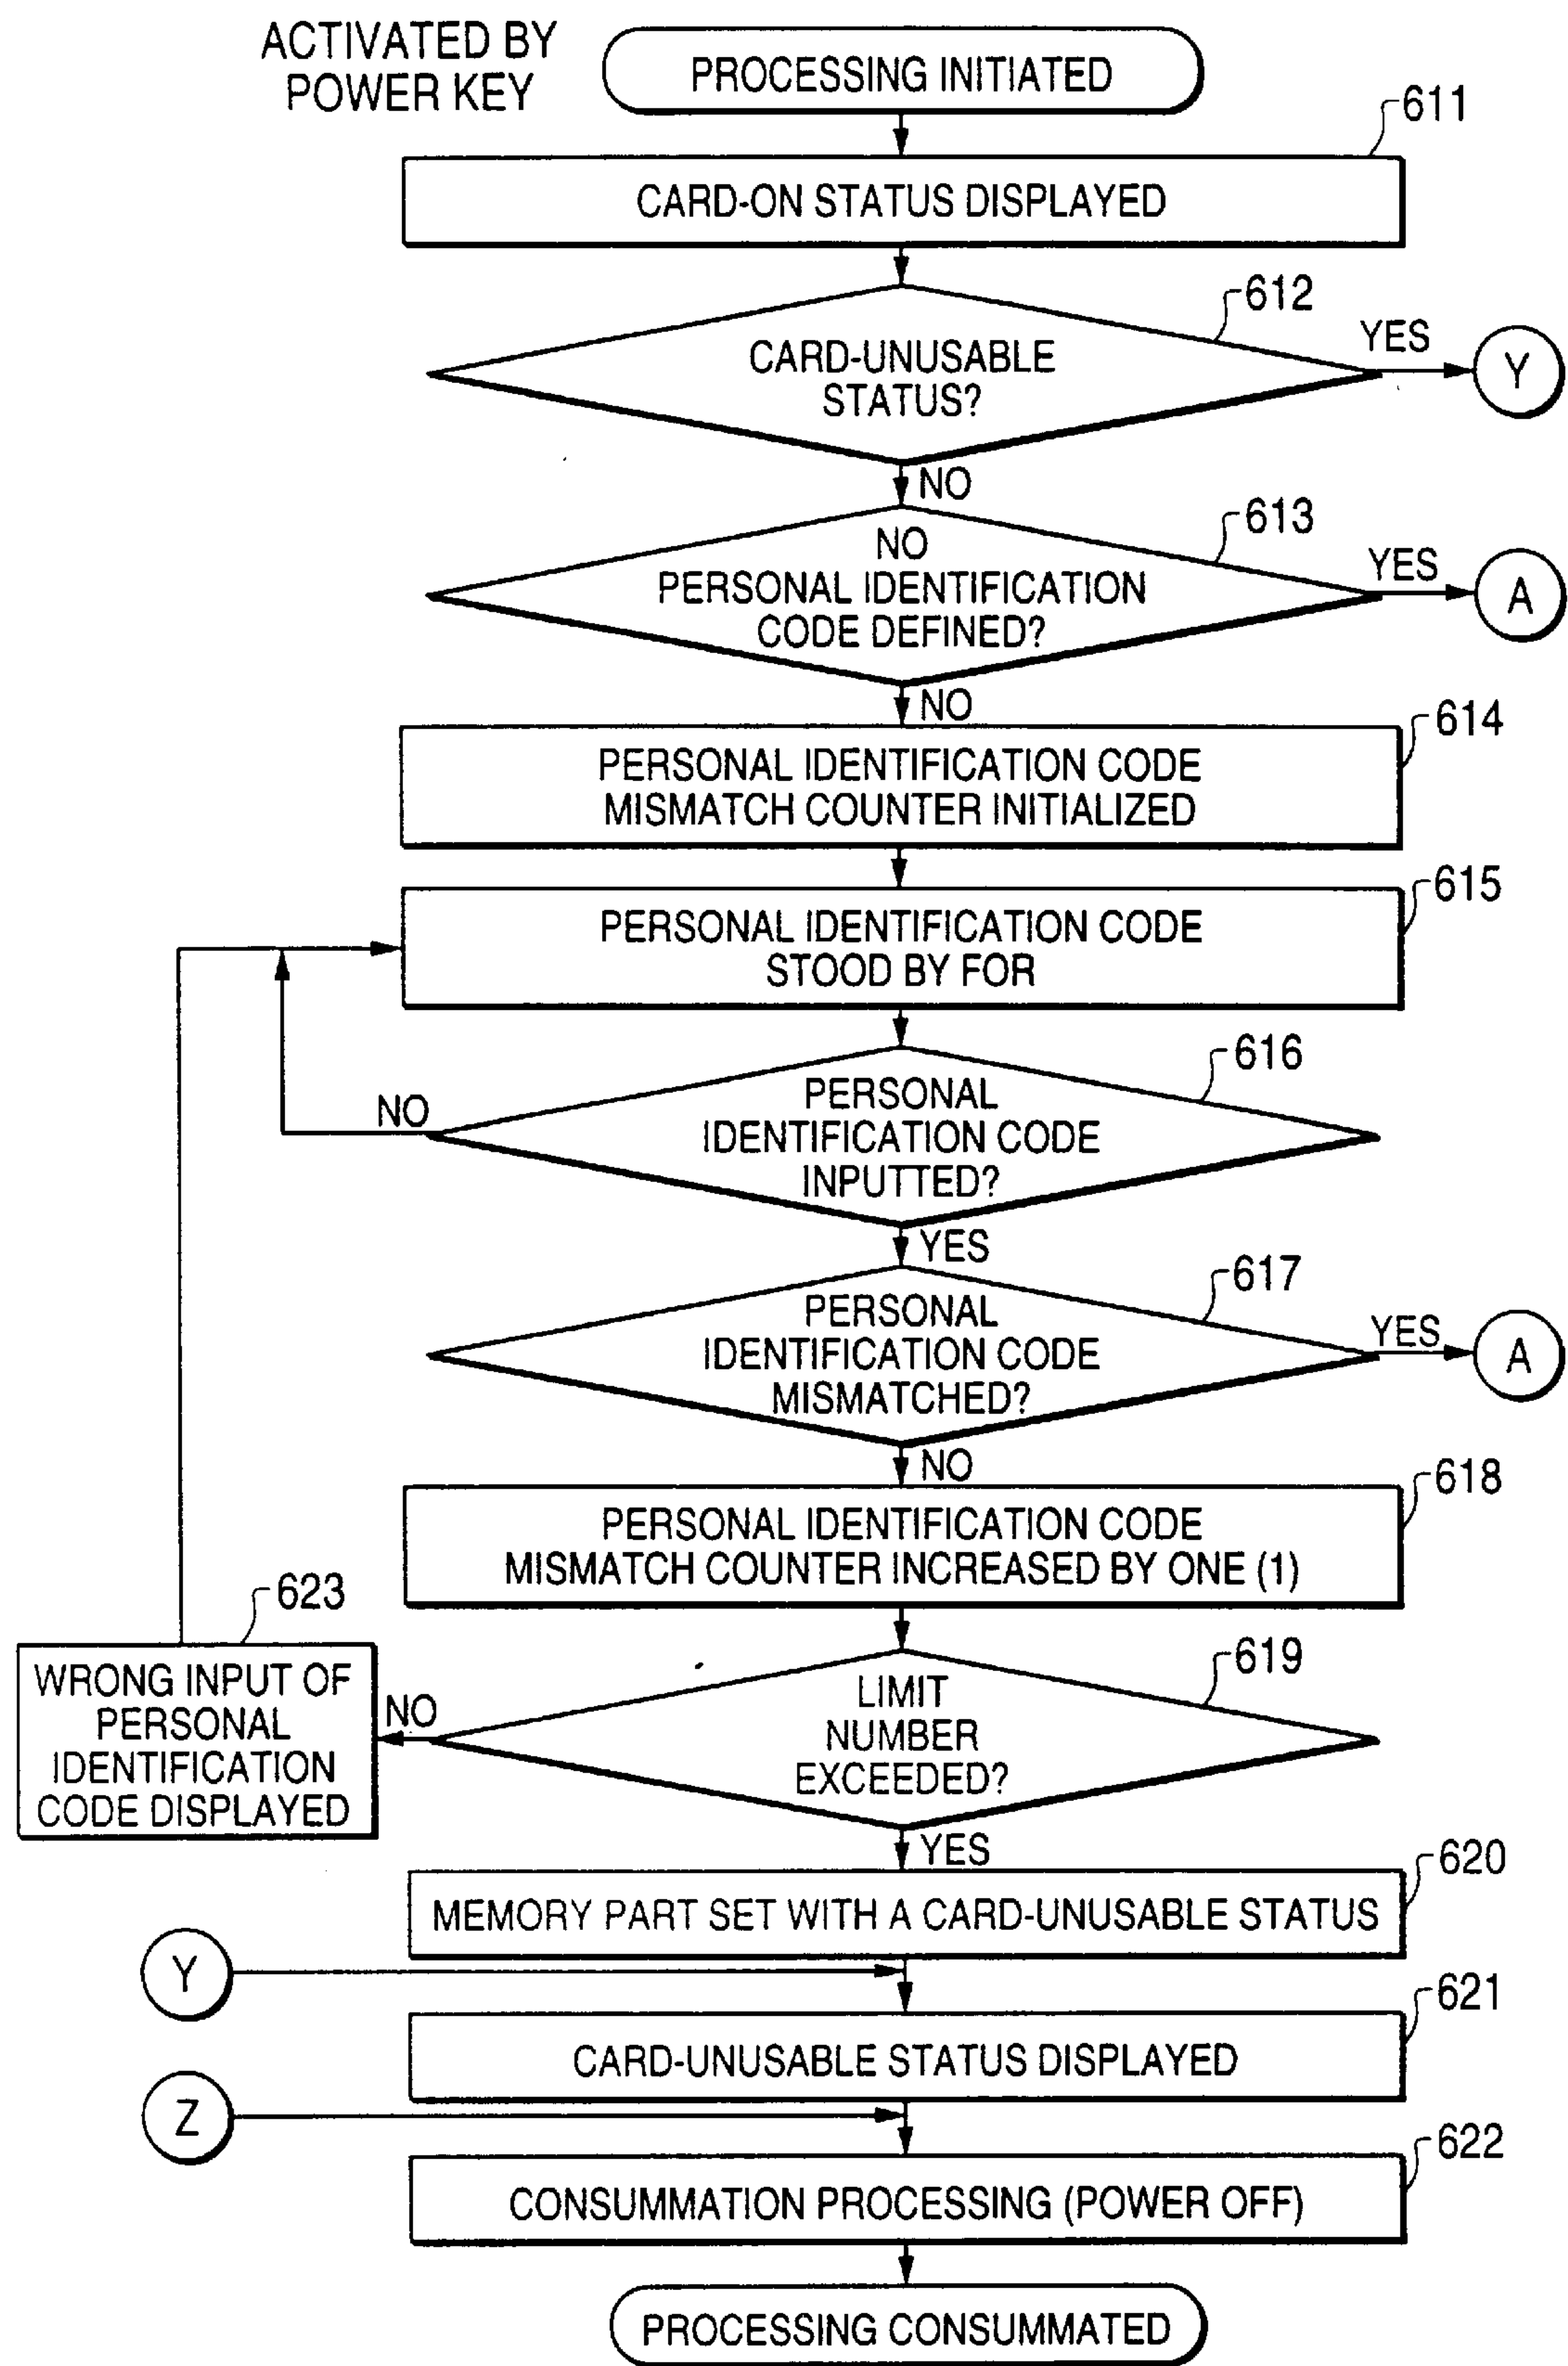 ACTIVATED BY
POWER KEY
PROCESSING INITIATED
611
CARD-ON STATUS DISPLAYED
612
CARD-UNUSABLE
STATUS?
YES
Y
NO
613
NO
PERSONAL IDENTIFICATION
CODE DEFINED?
YES
A
NO
614
PERSONAL IDENTIFICATION CODE
MISMATCH COUNTER INITIALIZED
615
PERSONAL IDENTIFICATION CODE
STOOD BY FOR
616
PERSONAL
IDENTIFICATION CODE
INPUTTED?
NO
YES
617
PERSONAL
IDENTIFICATION CODE
MISMATCHED?
YES
A
NO
618
PERSONAL IDENTIFICATION CODE
MISMATCH COUNTER INCREASED BY ONE (1)
623
WRONG INPUT OF
PERSONAL
IDENTIFICATION
CODE DISPLAYED
NO
619
LIMIT
NUMBER
EXCEEDED?
YES
620
MEMORY PART SET WITH A CARD-UNUSABLE STATUS
Y
621
CARD-UNUSABLE STATUS DISPLAYED
Z
622
CONSUMMATION PROCESSING (POWER OFF)
PROCESSING CONSUMMATED